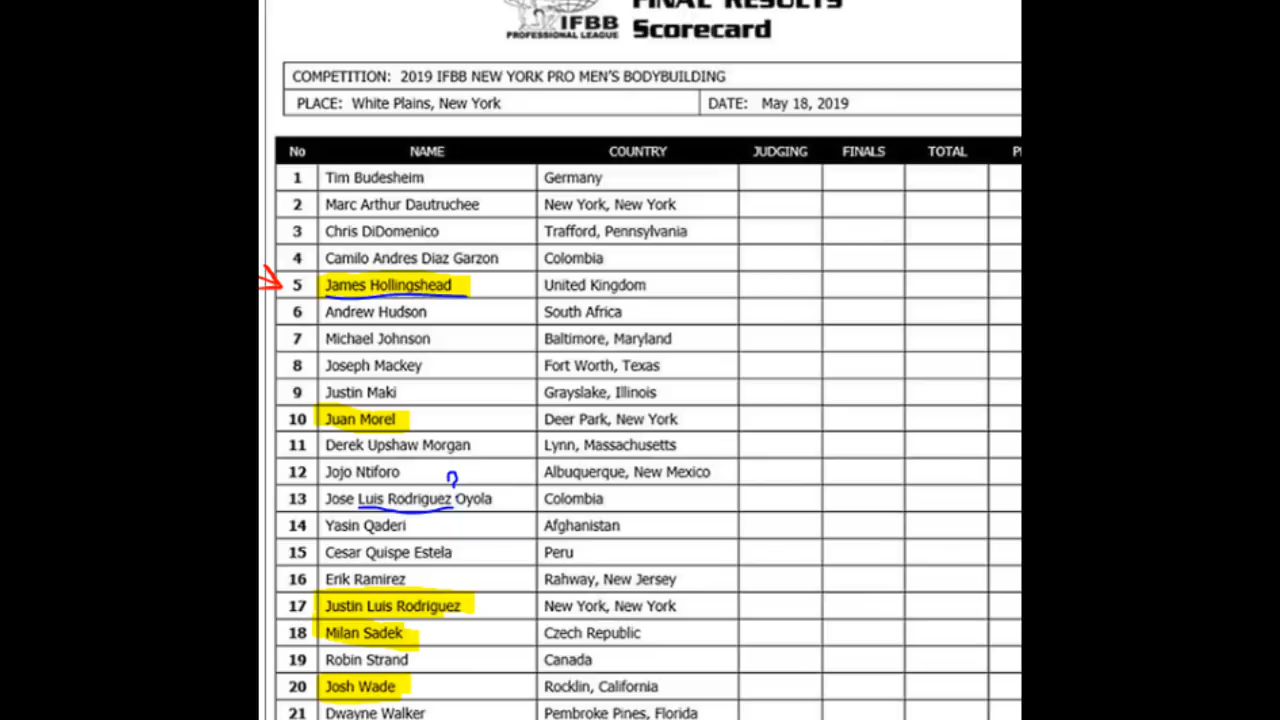 FINAL RESULTS
IFBB
PROFESSIONAL LEAGUE
Scorecard
COMPETITION: 2019 IFBB NEW YORK PRO MEN'S BODYBUILDING
PLACE: White Plains, New York DATE: May 18, 2019
No NAME COUNTRY JUDGING FINALS TOTAL
1 Tim Budesheim Germany
2 Marc Arthur Dautruchee New York, New York
3 Chris DiDomenico Trafford, Pennsylvania
4 Camilo Andres Diaz Garzon Colombia
5 James Hollingshead United Kingdom
6 Andrew Hudson South Africa
7 Michael Johnson Baltimore, Maryland
8 Joseph Mackey Fort Worth, Texas
9 Justin Maki Grayslake, Illinois
10 Juan Morel Deer Park, New York
11 Derek Upshaw Morgan Lynn, Massachusetts
12 Jojo Ntiforo Albuquerque, New Mexico
?
13 Jose Luis Rodriguez Oyola Colombia
14 Yasin Qaderi Afghanistan
15 Cesar Quispe Estela Peru
16 Erik Ramirez Rahway, New Jersey
17 Justin Luis Rodriguez New York, New York
18 Milan Sadek Czech Republic
19 Robin Strand Canada
20 Josh Wade Rocklin, California
21 Dwayne Walker Pembroke Pines, Florida